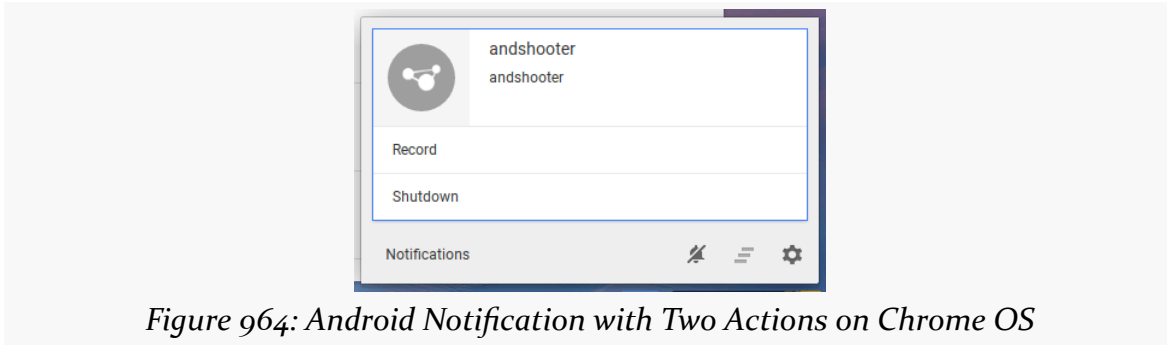 andshooter
andshooter
Record
Shutdown
Notifications
Figure 964: Android Notification with Two Actions on Chrome OS